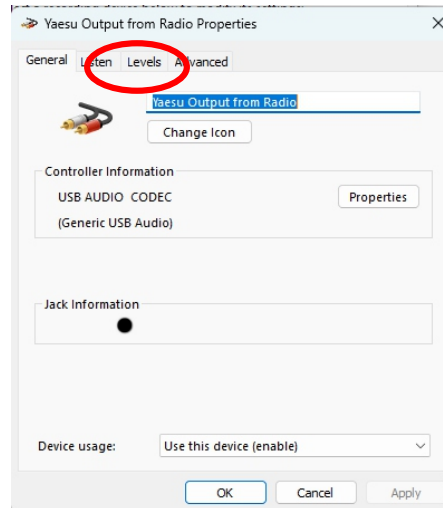 Yaesu Output from Radio Properties
General Listen Levels Advanced
Yaesu Output from Radio
Change Icon
Controller Information
USB AUDIO CODEC
Properties
(Generic USB Audio)
Jack Information
Device usage:
Use this device (enable)
OK Cancel Apply